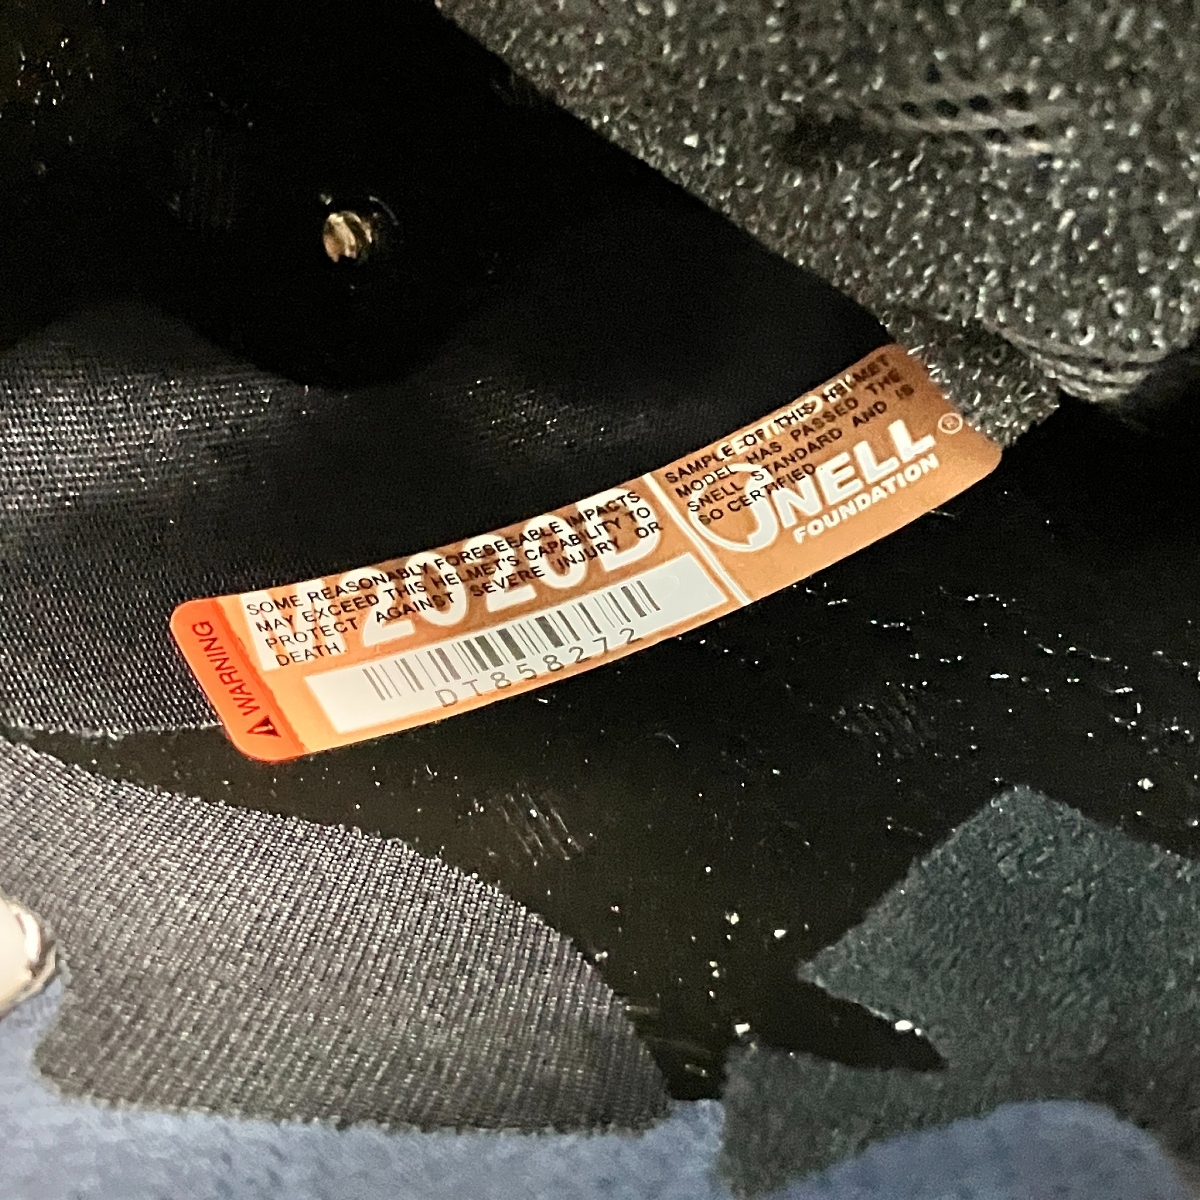 ⚠ WARNING
SOME REASONABLY FORESEEABLE IMPACTS
MAY EXCEED THIS HELMET'S CAPABILITY TO
PROTECT AGAINST SEVERE INJURY OR
DEATH.
M2020D
DT858272
SAMPLE OF THIS HELMET
MODEL HAS PASSED THE
SNELL STANDARD AND IS
SO CERTIFIED
SNELL®
FOUNDATION